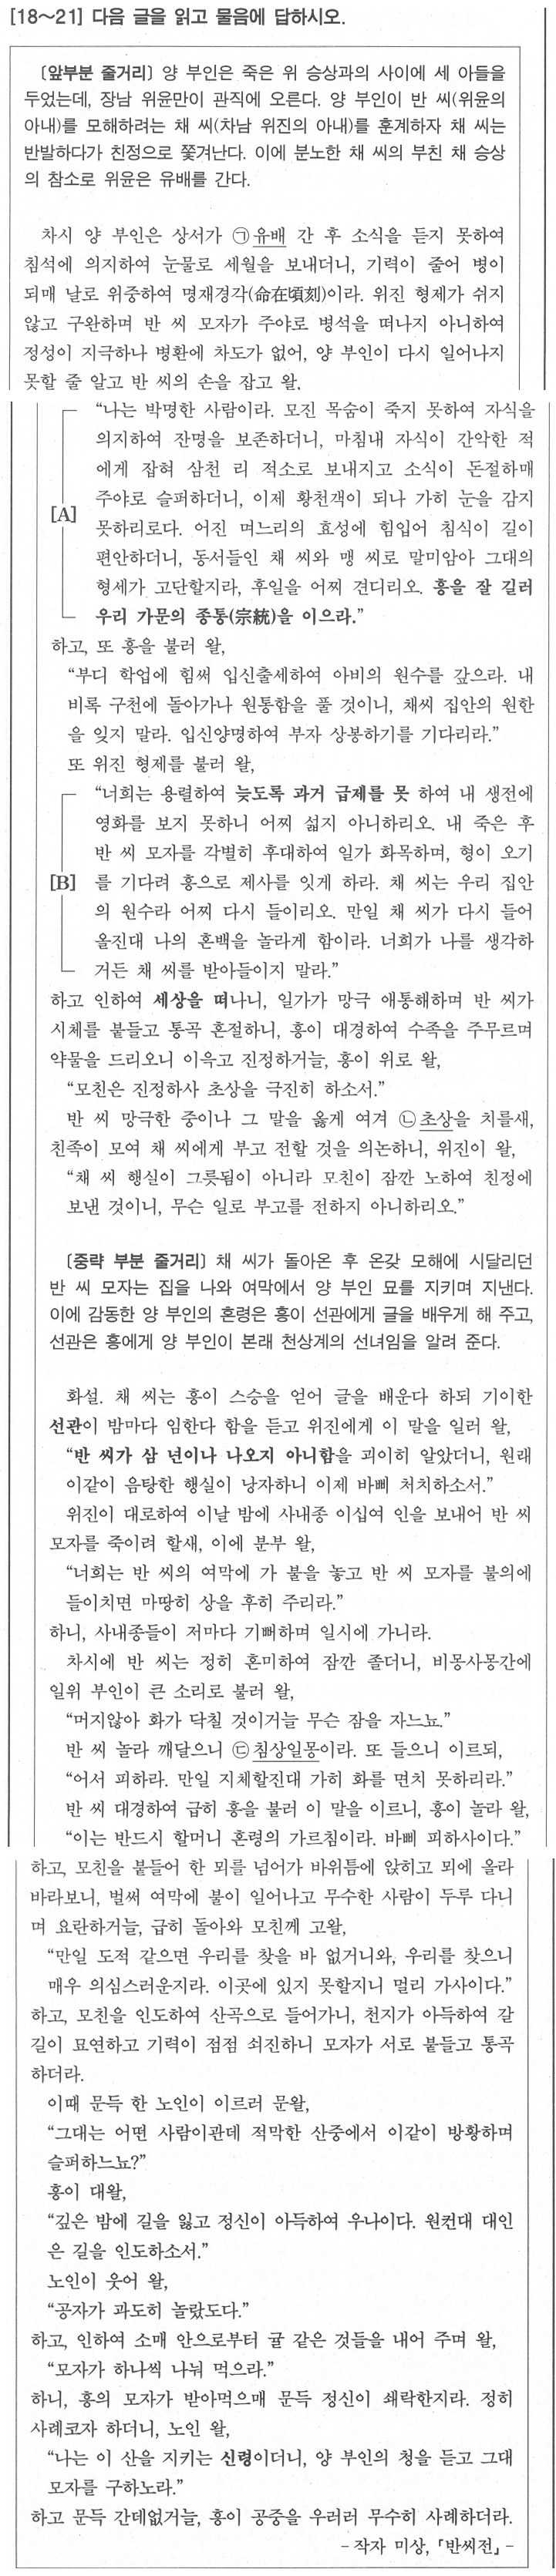 [18~21] 다음 글을 읽고 물음에 답하시오.
[앞부분 줄거리] 양 부인은 죽은 위 승상과의 사이에 세 아들을
두었는데, 장남 위윤만이 관직에 오른다. 양 부인이 반 씨(위윤의
아내)를 모해하려는 채 씨(차남 위진의 아내)를 훈계하자 채 씨는
반발하다가 친정으로 쫓겨난다. 이에 분노한 채 씨의 부친 채 승상
의 참소로 위윤은 유배를 간다.
차시 양 부인은 상서가 ㉠유배 간 후 소식을 듣지 못하여
침석에 의지하여 눈물로 세월을 보내더니, 기력이 줄어 병이
되매 날로 위중하여 명재경각(命在頃刻)이라. 위진 형제가 쉬지
않고 구완하며 반 씨 모자가 주야로 병석을 떠나지 아니하여
정성이 지극하나 병환에 차도가 없어, 양 부인이 다시 일어나지
못할 줄 알고 반 씨의 손을 잡고 왈,
“나는 박명한 사람이라. 모진 목숨이 죽지 못하여 자식을
의지하여 잔명을 보존하더니, 마침내 자식이 간악한 적
에게 잡혀 삼천 리 적소로 보내지고 소식이 돈절하매
주야로 슬퍼하더니, 이제 황천객이 되나 가히 눈을 감지
[A]
못하리로다. 어진 며느리의 효성에 힘입어 침식이 길이
편안하더니, 동서들인 채 씨와 맹 씨로 말미암아 그대의
형세가 고단할지라, 후일을 어찌 견디리오. 흥을 잘 길러
우리 가문의 종통(宗統)을 이으라.”
하고, 또 흥을 불러 왈,
“부디 학업에 힘써 입신출세하여 아비의 원수를 갚으라. 내
비록 구천에 돌아가나 원통함을 풀 것이니, 채씨 집안의 원한
을 잊지 말라. 입신양명하여 부자 상봉하기를 기다리라.”
또 위진 형제를 불러 왈,
“너희는 용렬하여 늦도록 과거 급제를 못 하여 내 생전에
영화를 보지 못하니 어찌 섧지 아니하리오. 내 죽은 후
반 씨 모자를 각별히 후대하여 일가 화목하며, 형이 오기
[B] 를 기다려 흥으로 제사를 잇게 하라. 채 씨는 우리 집안
의 원수라 어찌 다시 들이리오. 만일 채 씨가 다시 들어
올진대 나의 혼백을 놀라게 함이라. 너희가 나를 생각하
거든 채 씨를 받아들이지 말라.”
하고 인하여 세상을 떠나니, 일가가 망극 애통해하며 반 씨가
시체를 붙들고 통곡 혼절하니, 흥이 대경하여 수족을 주무르며
약물을 드리오니 이윽고 진정하거늘, 흥이 위로 왈,
“모친은 진정하사 초상을 극진히 하소서.”
반 씨 망극한 중이나 그 말을 옳게 여겨 ㉡초상을 치를새,
친족이 모여 채 씨에게 부고 전할 것을 의논하니, 위진이 왈,
“채 씨 행실이 그릇됨이 아니라 모친이 잠깐 노하여 친정에
보낸 것이니, 무슨 일로 부고를 전하지 아니하리오.”
[중략 부분 줄거리] 채 씨가 돌아온 후 온갖 모해에 시달리던
반 씨 모자는 집을 나와 여막에서 양 부인 묘를 지키며 지낸다.
이에 감동한 양 부인의 혼령은 흥이 선관에게 글을 배우게 해 주고,
선관은 흥에게 양 부인이 본래 천상계의 선녀임을 알려 준다.
화설. 채 씨는 흥이 스승을 얻어 글을 배운다 하되 기이한
선관이 밤마다 임한다 함을 듣고 위진에게 이 말을 일러 왈,
“반 씨가 삼 년이나 나오지 아니함을 괴이히 알았더니, 원래
이같이 음탕한 행실이 낭자하니 이제 바삐 처치하소서.”
위진이 대로하여 이날 밤에 사내종 이십여 인을 보내어 반 씨
모자를 죽이려 할새, 이에 분부 왈,
“너희는 반 씨의 여막에 가 불을 놓고 반 씨 모자를 불의에
들이치면 마땅히 상을 후히 주리라.”
하니, 사내종들이 저마다 기뻐하며 일시에 가니라.
차시에 반 씨는 정히 혼미하여 잠깐 졸더니, 비몽사몽간에
일위 부인이 큰 소리로 불러 왈,
“머지않아 화가 닥칠 것이거늘 무슨 잠을 자느뇨.”
반 씨 놀라 깨달으니 ㉢침상일몽이라. 또 들으니 이르되,
“어서 피하라. 만일 지체할진대 가히 화를 면치 못하리라.”
반 씨 대경하여 급히 흥을 불러 이 말을 이르니, 흥이 놀라 왈,
“이는 반드시 할머니 혼령의 가르침이라. 바삐 피하사이다.”
하고, 모친을 붙들어 한 뫼를 넘어가 바위틈에 앉히고 뫼에 올라
바라보니, 벌써 여막에 불이 일어나고 무수한 사람이 두루 다니
며 요란하거늘, 급히 돌아와 모친께 고왈,
“만일 도적 같으면 우리를 찾을 바 없거니와, 우리를 찾으니
매우 의심스러운지라. 이곳에 있지 못할지니 멀리 가사이다.”
하고, 모친을 인도하여 산곡으로 들어가니, 천지가 아득하여 갈
길이 묘연하고 기력이 점점 쇠진하니 모자가 서로 붙들고 통곡
하더라.
이때 문득 한 노인이 이르러 문왈,
“그대는 어떤 사람이관데 적막한 산중에서 이같이 방황하며
슬퍼하느뇨?”
흥이 대왈,
“깊은 밤에 길을 잃고 정신이 아득하여 우나이다. 원컨대 대인
은 길을 인도하소서.”
노인이 웃어 왈,
“공자가 과도히 놀랐도다.”
하고, 인하여 소매 안으로부터 귤 같은 것들을 내어 주며 왈,
“모자가 하나씩 나눠 먹으라.”
하니, 흥의 모자가 받아먹으매 문득 정신이 쇄락한지라. 정히
사례코자 하더니, 노인 왈,
“나는 이 산을 지키는 신령이더니, 양 부인의 청을 듣고 그대
모자를 구하노라.”
하고 문득 간데없거늘, 흥이 공중을 우러러 무수히 사례하더라.
- 작자 미상, 「반씨전」 -